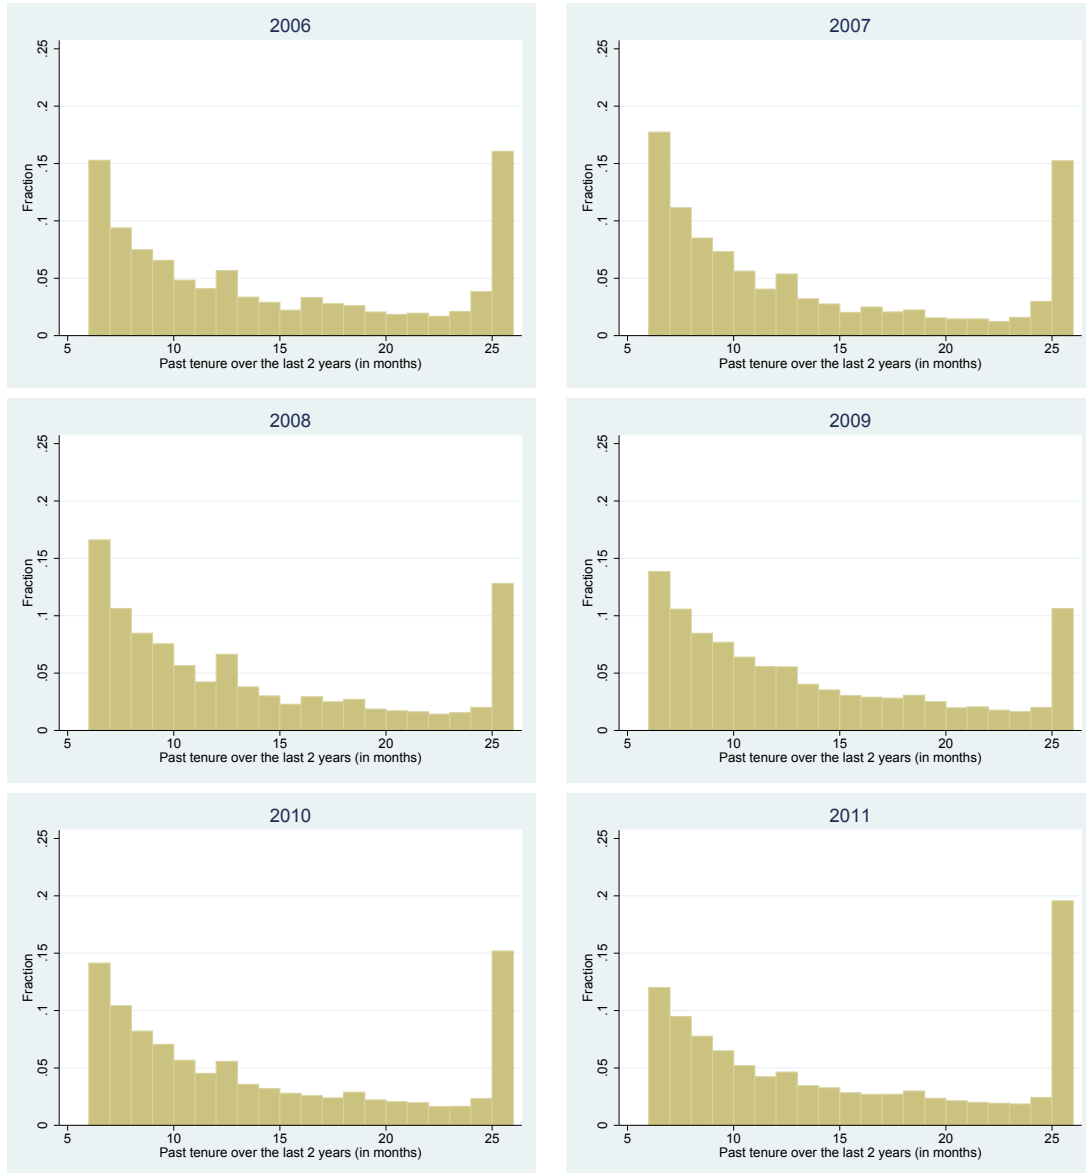 2006
Fraction
0 .05 .1 .15 .2 .25
5 10 15 20 25
Past tenure over the last 2 years (in months)
2007
Fraction
0 .05 .1 .15 .2 .25
5 10 15 20 25
Past tenure over the last 2 years (in months)
2008
Fraction
0 .05 .1 .15 .2 .25
5 10 15 20 25
Past tenure over the last 2 years (in months)
2009
Fraction
0 .05 .1 .15 .2 .25
5 10 15 20 25
Past tenure over the last 2 years (in months)
2010
Fraction
0 .05 .1 .15 .2 .25
5 10 15 20 25
Past tenure over the last 2 years (in months)
2011
Fraction
0 .05 .1 .15 .2 .25
5 10 15 20 25
Past tenure over the last 2 years (in months)